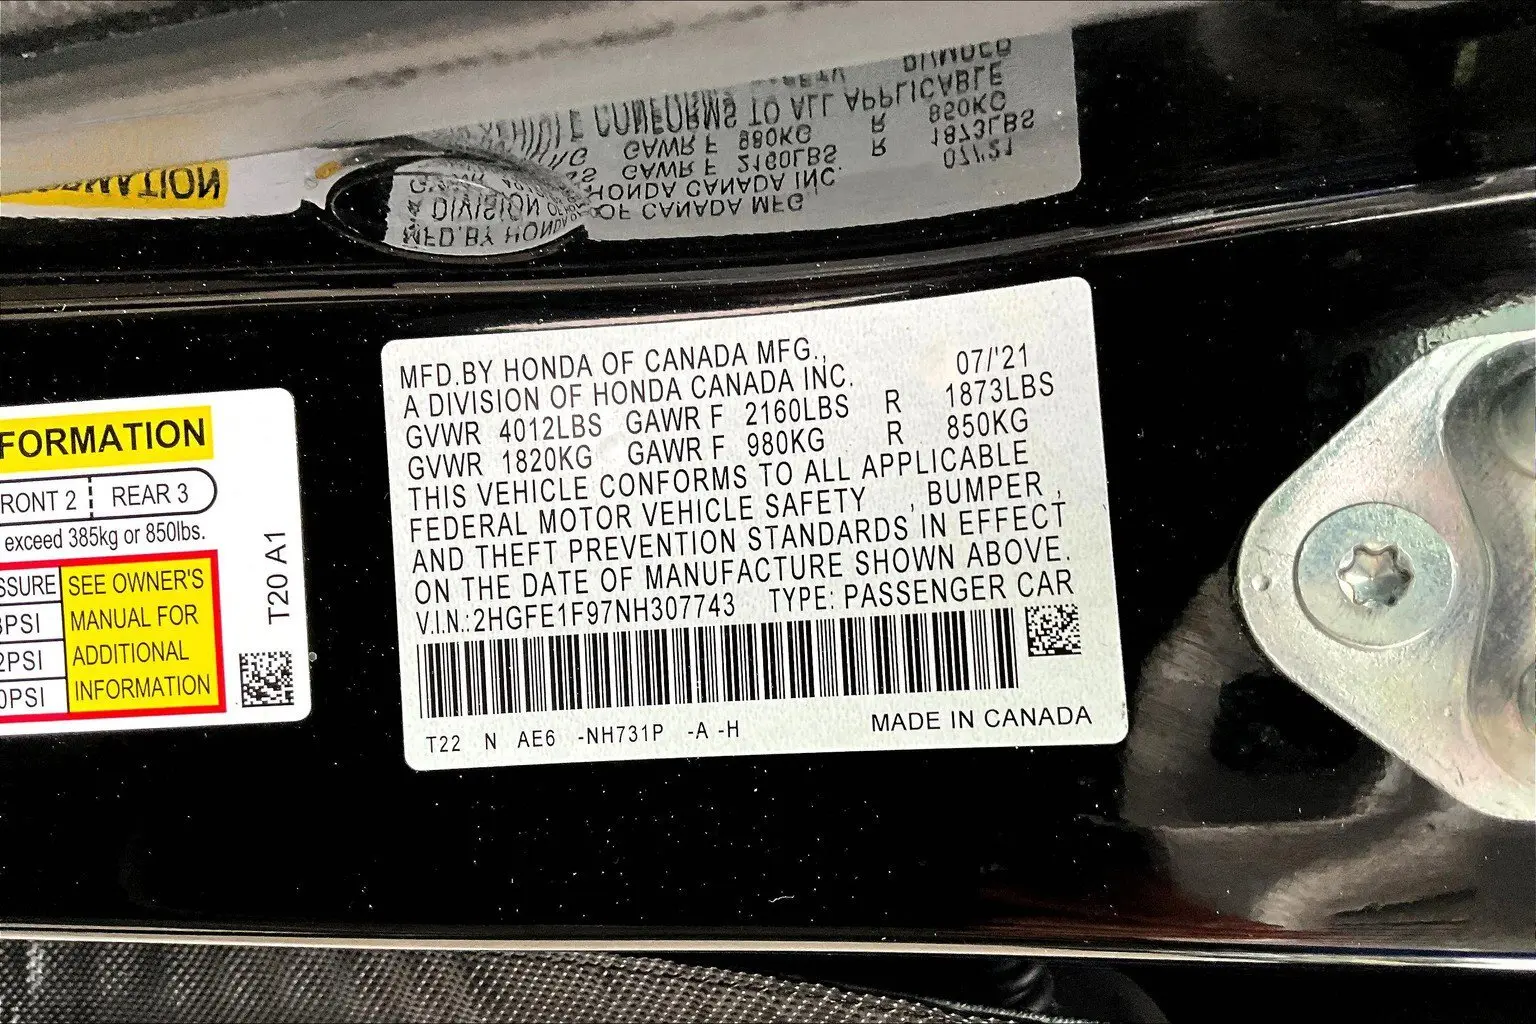 MFD.BY HONDA OF CANADA MFG.,
A DIVISION OF HONDA CANADA INC. 07/'21
GVWR 4012LBS GAWR F 2160LBS R 1873LBS
GVWR 1820KG GAWR F 980KG R 850KG
THIS VEHICLE CONFORMS TO ALL APPLICABLE
FEDERAL MOTOR VEHICLE SAFETY , BUMPER ,
AND THEFT PREVENTION STANDARDS IN EFFECT
ON THE DATE OF MANUFACTURE SHOWN ABOVE.
V.I.N.:2HGFE1F97NH307743 TYPE: PASSENGER CAR
T22 N AE6 -NH731P -A -H MADE IN CANADA
FORMATION
RONT 2 REAR 3
exceed 385kg or 850lbs.
SSURE SEE OWNER'S
PSI MANUAL FOR
2PSI ADDITIONAL
0PSI INFORMATION
T20 A1